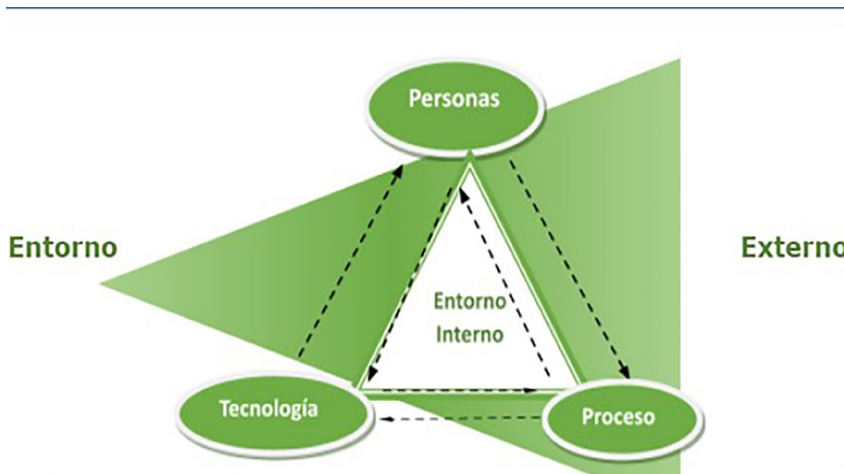 Personas
Entorno
Externo
Entorno
Interno
Tecnología
Proceso